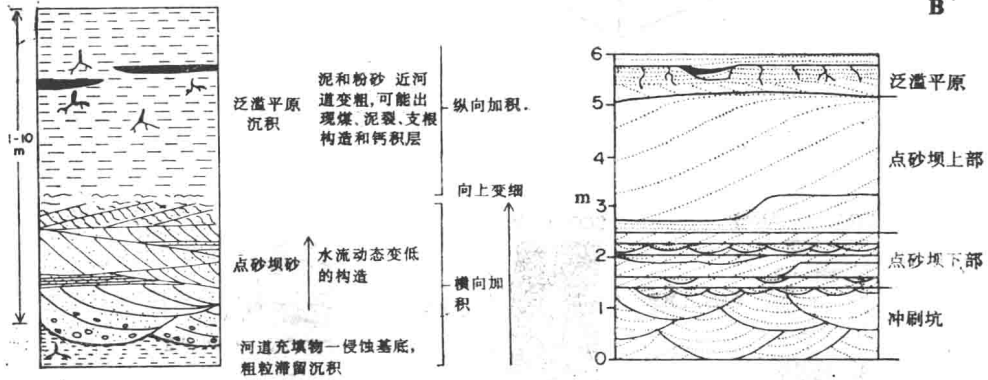 B
1-10
m
泛滥平原
沉积
泥和粉砂 近河
道变粗,可能出
现煤、泥裂、支根
构造和钙积层
纵向加积.
向上变细
点砂坝砂
水流动态变低
的构造
横向加
积
河道充填物一侵蚀基底,
粗粒滞留沉积
6
5
4
m 3
2
1
0
泛滥平原
点砂坝上部
点砂坝下部
冲刷坑